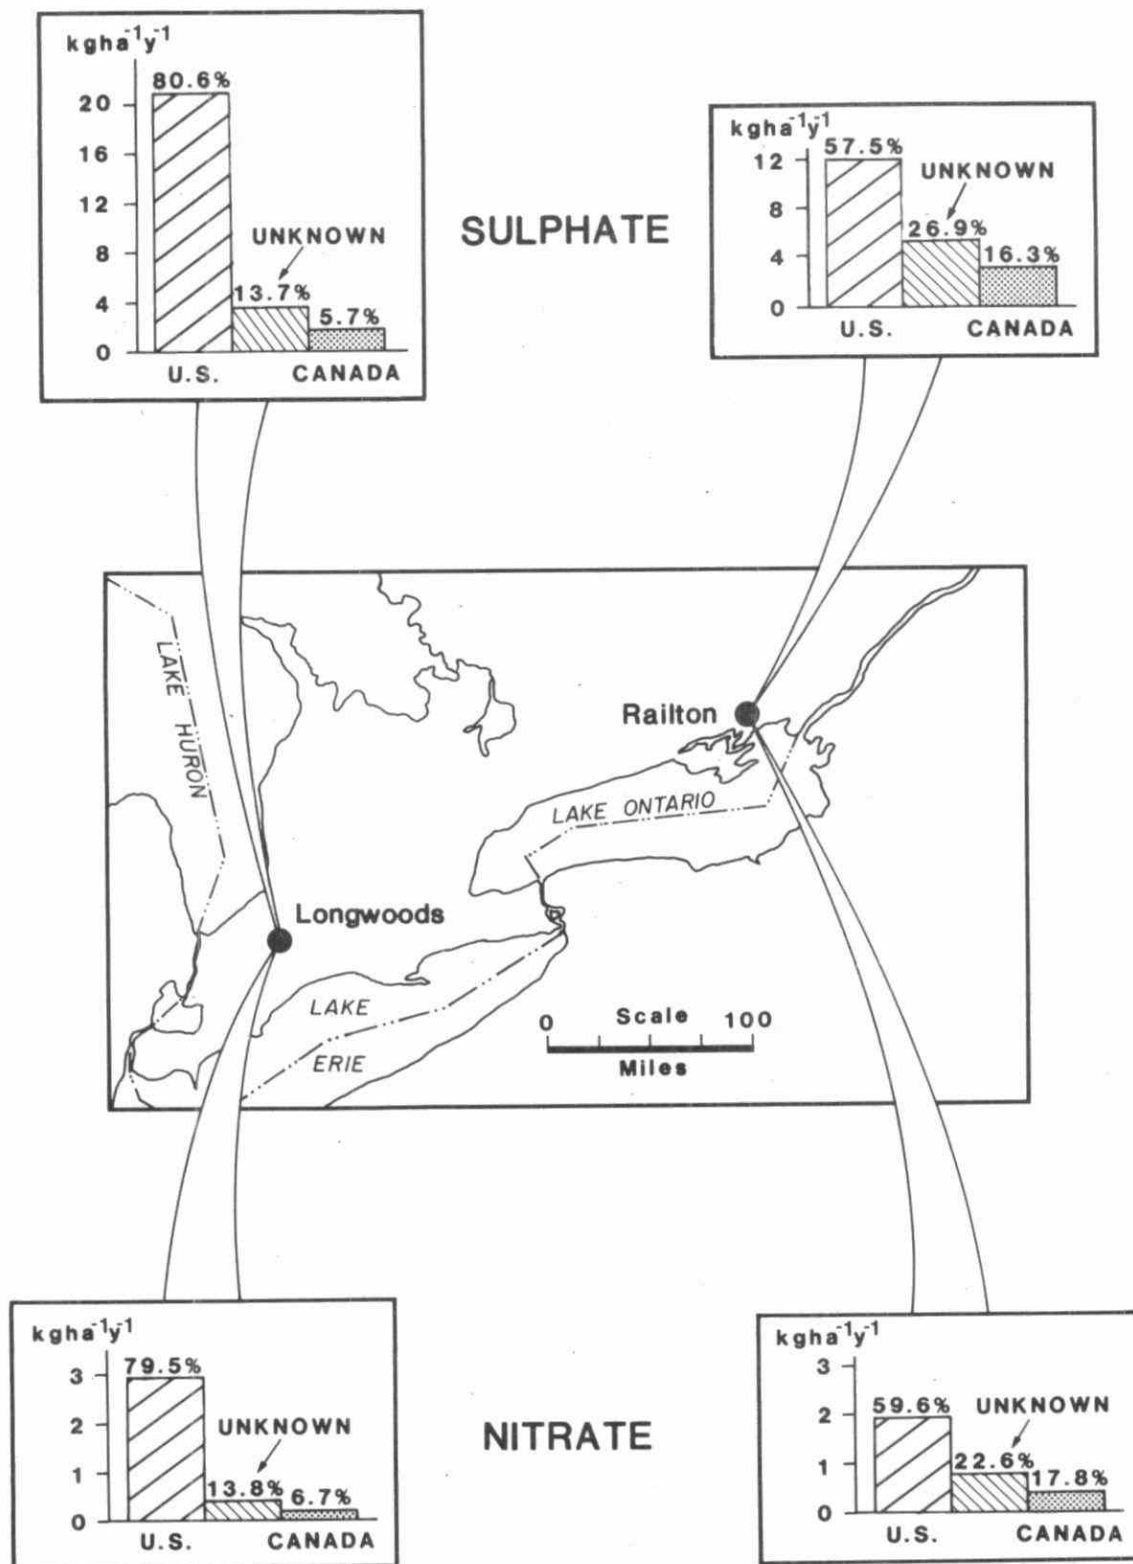 kgha⁻¹y⁻¹
80.6%
20
16
12
8
4
0
UNKNOWN
13.7%
5.7%
U.S.
CANADA
SULPHATE
kgha⁻¹y⁻¹
57.5%
12
8
4
0
UNKNOWN
26.9%
16.3%
U.S.
CANADA
LAKE HURON
Railton
LAKE ONTARIO
Longwoods
LAKE
ERIE
0 Scale 100
Miles
kgha⁻¹y⁻¹
79.5%
3
2
1
0
UNKNOWN
13.8%
6.7%
U.S.
CANADA
NITRATE
kgha⁻¹y⁻¹
3
2
1
0
59.6%
UNKNOWN
22.6%
17.8%
U.S.
CANADA